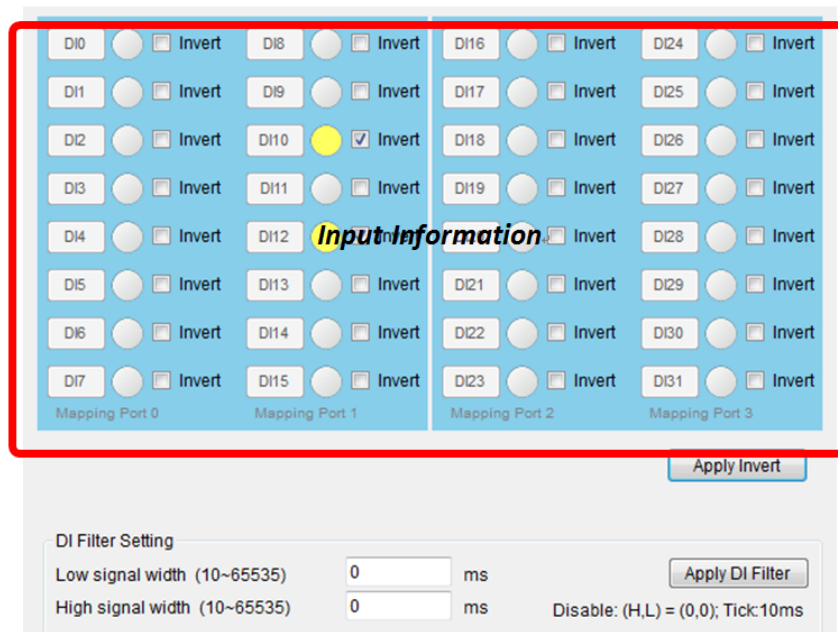 DI0 Invert DI8 Invert DI16 Invert DI24 Invert
DI1 Invert DI9 Invert DI17 Invert DI25 Invert
DI2 Invert DI10 Invert DI18 Invert DI26 Invert
DI3 Invert DI11 Invert DI19 Invert DI27 Invert
DI4 Invert DI12 Input Information Invert DI28 Invert
DI5 Invert DI13 Invert DI21 Invert DI29 Invert
DI6 Invert DI14 Invert DI22 Invert DI30 Invert
DI7 Invert DI15 Invert DI23 Invert DI31 Invert
Mapping Port 0 Mapping Port 1 Mapping Port 2 Mapping Port 3
Apply Invert
DI Filter Setting
Low signal width (10~65535) 0 ms Apply DI Filter
High signal width (10~65535) 0 ms Disable: (H,L) = (0,0); Tick:10ms